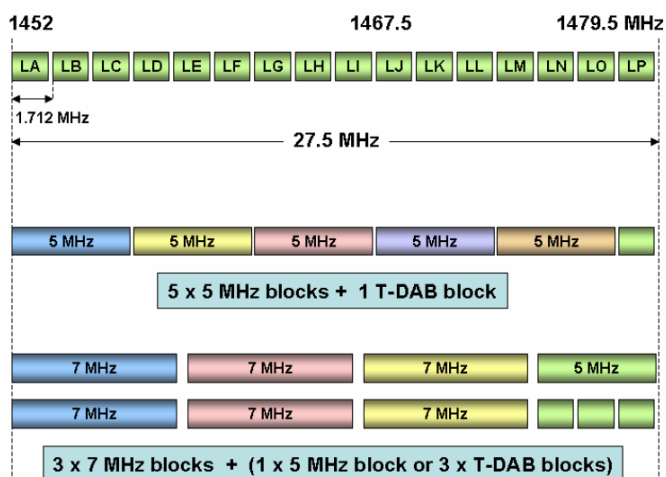 1452 1467.5 1479.5 MHz
LA LB LC LD LE LF LG LH LI LJ LK LL LM LN LO LP
1.712 MHz
27.5 MHz
5 MHz 5 MHz 5 MHz 5 MHz 5 MHz
5 x 5 MHz blocks + 1 T-DAB block
7 MHz 7 MHz 7 MHz 5 MHz
7 MHz 7 MHz 7 MHz
3 x 7 MHz blocks + (1 x 5 MHz block or 3 x T-DAB blocks)